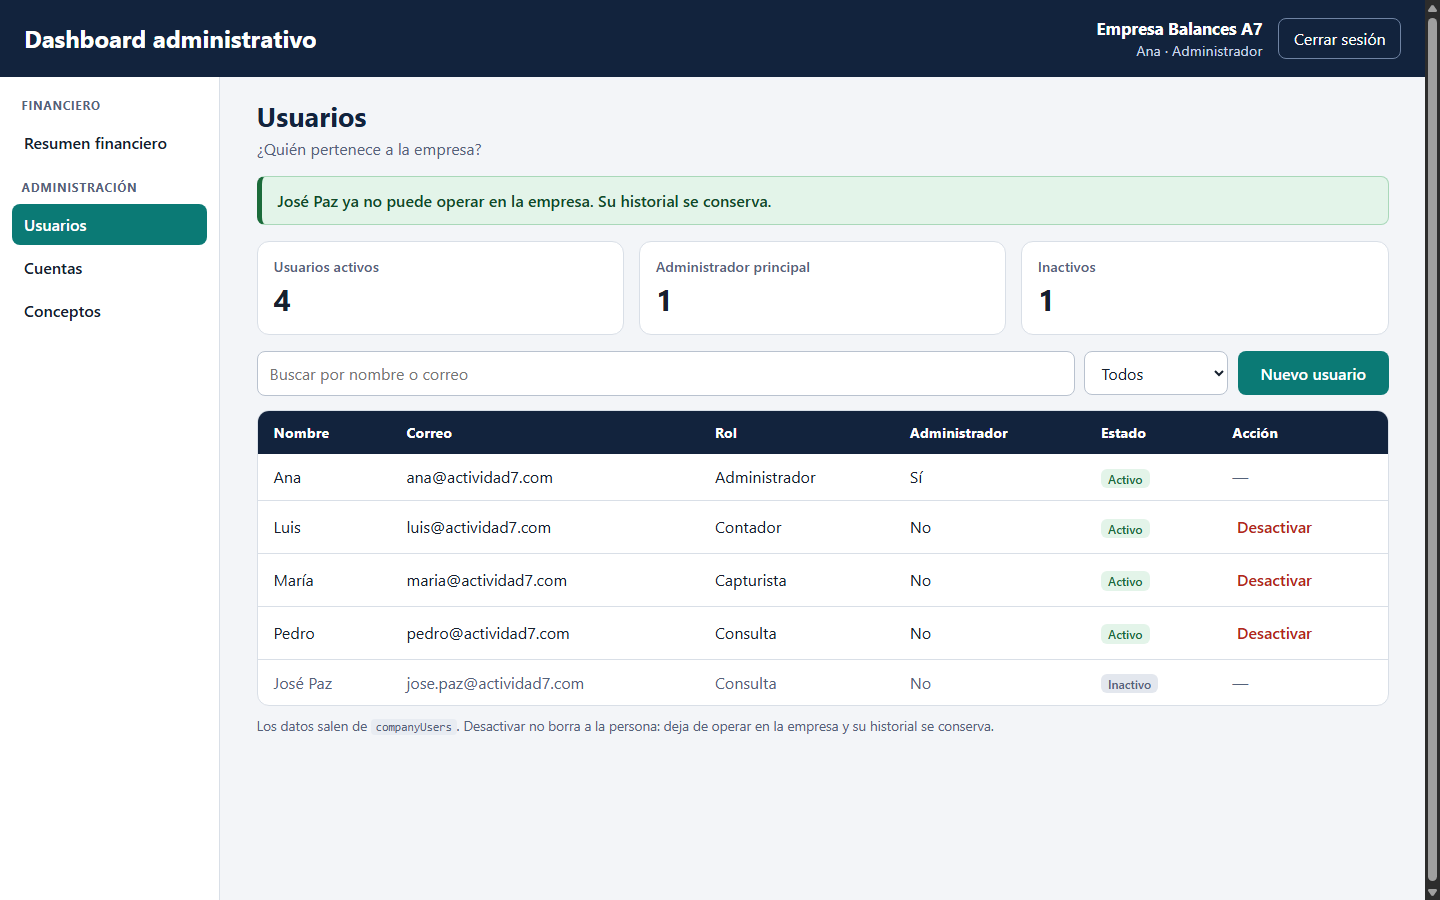 Dashboard administrativo
Empresa Balances A7
Ana · Administrador
Cerrar sesión
FINANCIERO
Resumen financiero
ADMINISTRACIÓN
Usuarios
Cuentas
Conceptos
Usuarios
¿Quién pertenece a la empresa?
José Paz ya no puede operar en la empresa. Su historial se conserva.
Usuarios activos
4
Administrador principal
1
Inactivos
1
Buscar por nombre o correo
Todos
Nuevo usuario
Nombre Correo Rol Administrador Estado Acción
Ana ana@actividad7.com Administrador Sí Activo —
Luis luis@actividad7.com Contador No Activo Desactivar
María maria@actividad7.com Capturista No Activo Desactivar
Pedro pedro@actividad7.com Consulta No Activo Desactivar
José Paz jose.paz@actividad7.com Consulta No Inactivo —
Los datos salen de companyUsers. Desactivar no borra a la persona: deja de operar en la empresa y su historial se conserva.